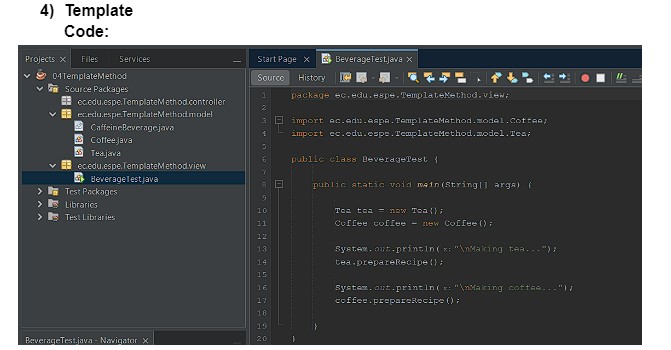 4) Template
Code:
Projects × Files Services
Start Page × BeverageTest.java ×
04TemplateMethod
Source Packages
ec.edu.espe.TemplateMethod.controller
ec.edu.espe.TemplateMethod.model
CaffeineBeverage.java
Coffee.java
Tea.java
ec.edu.espe.TemplateMethod.view
BeverageTest.java
Test Packages
Libraries
Test Libraries
BeverageTest.java - Navigator ×
Source History
1 package ec.edu.espe.TemplateMethod.view;
2
3 import ec.edu.espe.TemplateMethod.model.Coffee;
4 import ec.edu.espe.TemplateMethod.model.Tea;
5
6 public class BeverageTest {
7
8 public static void main(String[] args) {
9
10 Tea tea = new Tea();
11 Coffee coffee = new Coffee();
12
13 System.out.println( x: "\nMaking tea...");
14 tea.prepareRecipe();
15
16 System.out.println( x: "\nMaking coffee...");
17 coffee.prepareRecipe();
18
19 }
20 }